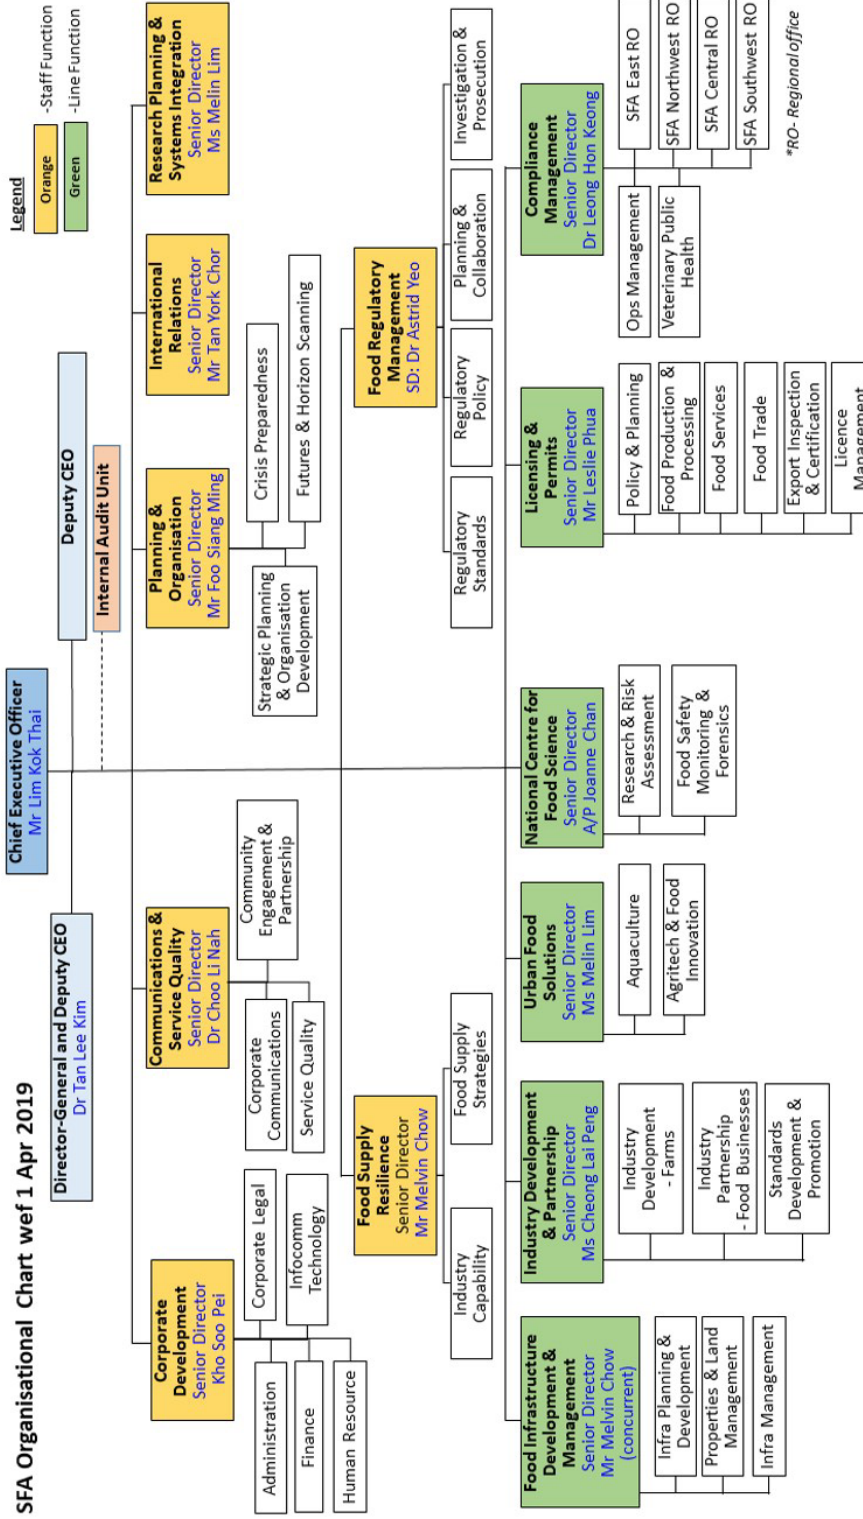 SFA Organisational Chart wef 1 Apr 2019
Chief Executive Officer
Mr Lim Kok Thai
Legend
Orange
-Staff Function
Green
-Line Function
Director-General and Deputy CEO
Dr Tan Lee Kim
Deputy CEO
Internal Audit Unit
Corporate
Development
Senior Director
Kho Soo Pei
Administration
Finance
Human Resource
Corporate Legal
Infocomm
Technology
Communications &
Service Quality
Senior Director
Dr Choo Li Nah
Corporate
Communications
Service Quality
Community
Engagement &
Partnership
Planning &
Organisation
Senior Director
Mr Foo Siang Ming
Strategic Planning
& Organisation
Development
Crisis Preparedness
Futures & Horizon Scanning
International
Relations
Senior Director
Mr Tan York Chor
Research Planning &
Systems Integration
Senior Director
Ms Melin Lim
Food Supply
Resilience
Senior Director
Mr Melvin Chow
Industry
Capability
Food Supply
Strategies
Food Regulatory
Management
SD: Dr Astrid Yeo
Regulatory
Standards
Regulatory
Policy
Planning &
Collaboration
Investigation &
Prosecution
Food Infrastructure
Development &
Management
Senior Director
Mr Melvin Chow
(concurrent)
Infra Planning &
Development
Properties & Land
Management
Infra Management
Industry Development
& Partnership
Senior Director
Ms Cheong Lai Peng
Industry
Development
- Farms
Industry
Partnership
- Food Businesses
Standards
Development &
Promotion
Urban Food
Solutions
Senior Director
Ms Melin Lim
Aquaculture
Agritech & Food
Innovation
National Centre for
Food Science
Senior Director
A/P Joanne Chan
Research & Risk
Assessment
Food Safety
Monitoring &
Forensics
Licensing &
Permits
Senior Director
Mr Leslie Phua
Policy & Planning
Food Production &
Processing
Food Services
Food Trade
Export Inspection
& Certification
Licence
Management
Compliance
Management
Senior Director
Dr Leong Hon Keong
Ops Management
Veterinary Public
Health
SFA East RO
SFA Northwest RO
SFA Central RO
SFA Southwest RO
*RO- Regional office